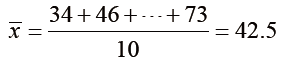 x̅ = (34 + 46 + ⋯ + 73) / 10 = 42.5